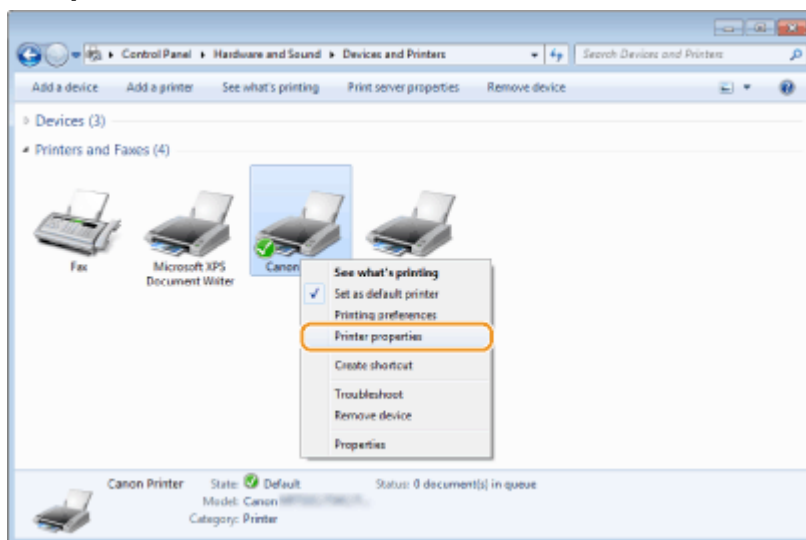 Control Panel ▸ Hardware and Sound ▸ Devices and Printers
Search Devices and Printers
Add a device Add a printer See what's printing Print server properties Remove device
Devices (3)
Printers and Faxes (4)
Fax
Microsoft XPS
Document Writer
Canon
See what's printing
Set as default printer
Printing preferences
Printer properties
Create shortcut
Troubleshoot
Remove device
Properties
Canon Printer State: Default Status: 0 document(s) in queue
Model: Canon
Category: Printer